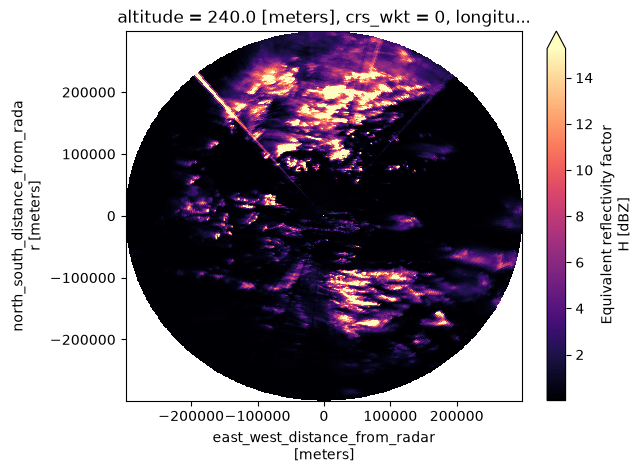 altitude = 240.0 [meters], crs_wkt = 0, longitu...
north_south_distance_from_rada
r [meters]
200000
100000
0
−100000
−200000
−200000
−100000
0
100000
200000
east_west_distance_from_radar
[meters]
14
12
10
8
6
4
2
Equivalent reflectivity factor
H [dBZ]